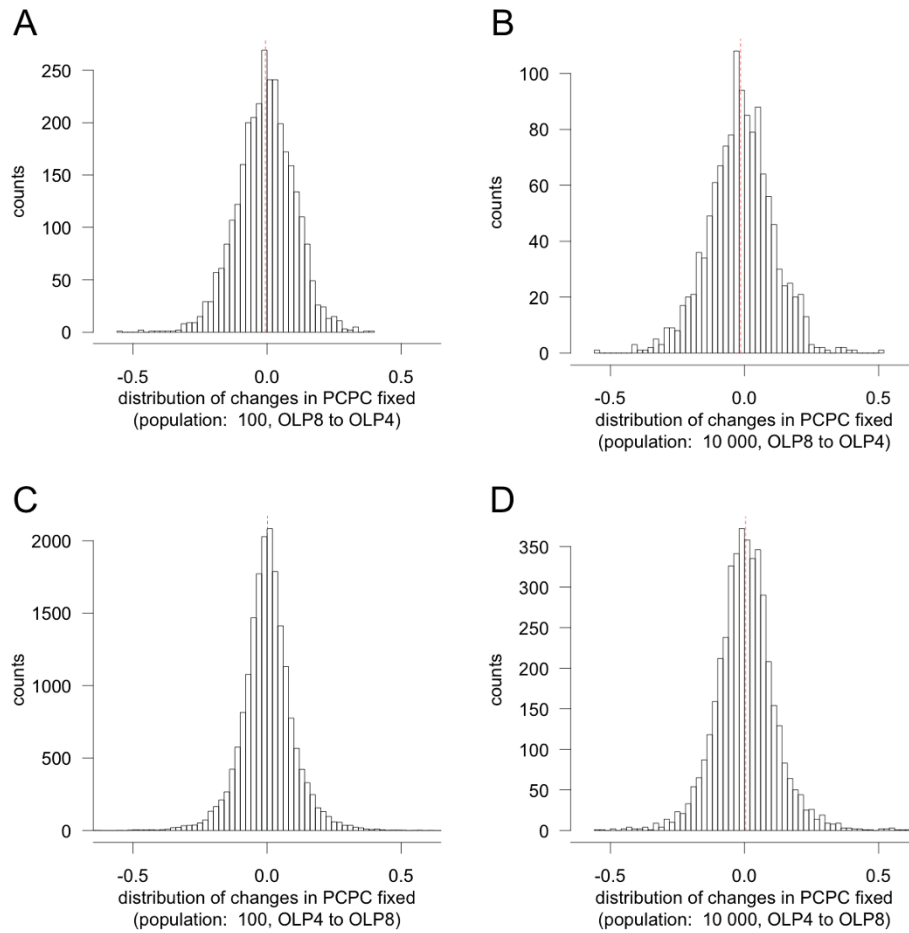 A
250
200
150
100
50
0
counts
-0.5 0.0 0.5
distribution of changes in PCPC fixed
(population: 100, OLP8 to OLP4)
B
100
80
60
40
20
0
counts
-0.5 0.0 0.5
distribution of changes in PCPC fixed
(population: 10 000, OLP8 to OLP4)
C
2000
1500
1000
500
0
counts
-0.5 0.0 0.5
distribution of changes in PCPC fixed
(population: 100, OLP4 to OLP8)
D
350
300
250
200
150
100
50
0
counts
-0.5 0.0 0.5
distribution of changes in PCPC fixed
(population: 10 000, OLP4 to OLP8)